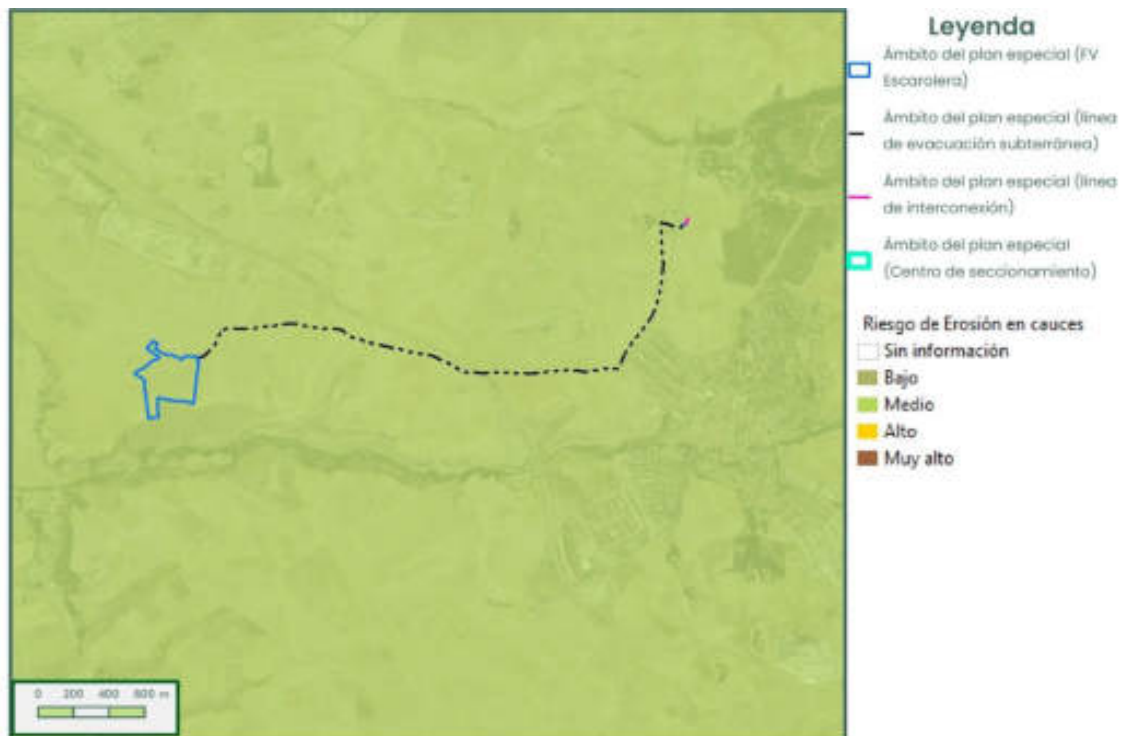 Leyenda
Ámbito del plan especial (FV
Escarolera)
Ámbito del plan especial (línea
de evacuación subterránea)
Ámbito del plan especial (línea
de interconexión)
Ámbito del plan especial
(Centro de seccionamiento)
Riesgo de Erosión en cauces
Sin información
Bajo
Medio
Alto
Muy alto
0 200 400 600 m